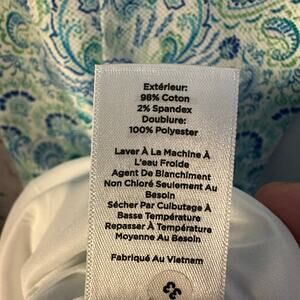 Extérieur:
98% Coton
2% Spandex
Doublure:
100% Polyester
Laver À La Machine À
L'eau Froide
Agent De Blanchiment
Non Chloré Seulement Au
Besoin
Sécher Par Culbutage À
Basse Température
Repasser À Température
Moyenne Au Besoin
Fabriqué Au Vietnam
33